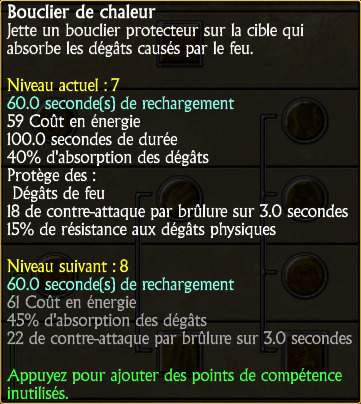 Bouclier de chaleur
Jette un bouclier protecteur sur la cible qui
absorbe les dégâts causés par le feu.
Niveau actuel : 7
60.0 seconde(s) de rechargement
59 Coût en énergie
100.0 secondes de durée
40% d'absorption des dégâts
Protège des :
Dégâts de feu
18 de contre-attaque par brûlure sur 3.0 secondes
15% de résistance aux dégâts physiques
Niveau suivant : 8
60.0 seconde(s) de rechargement
61 Coût en énergie
45% d'absorption des dégâts
22 de contre-attaque par brûlure sur 3.0 secondes
Appuyez pour ajouter des points de compétence
inutilisés.